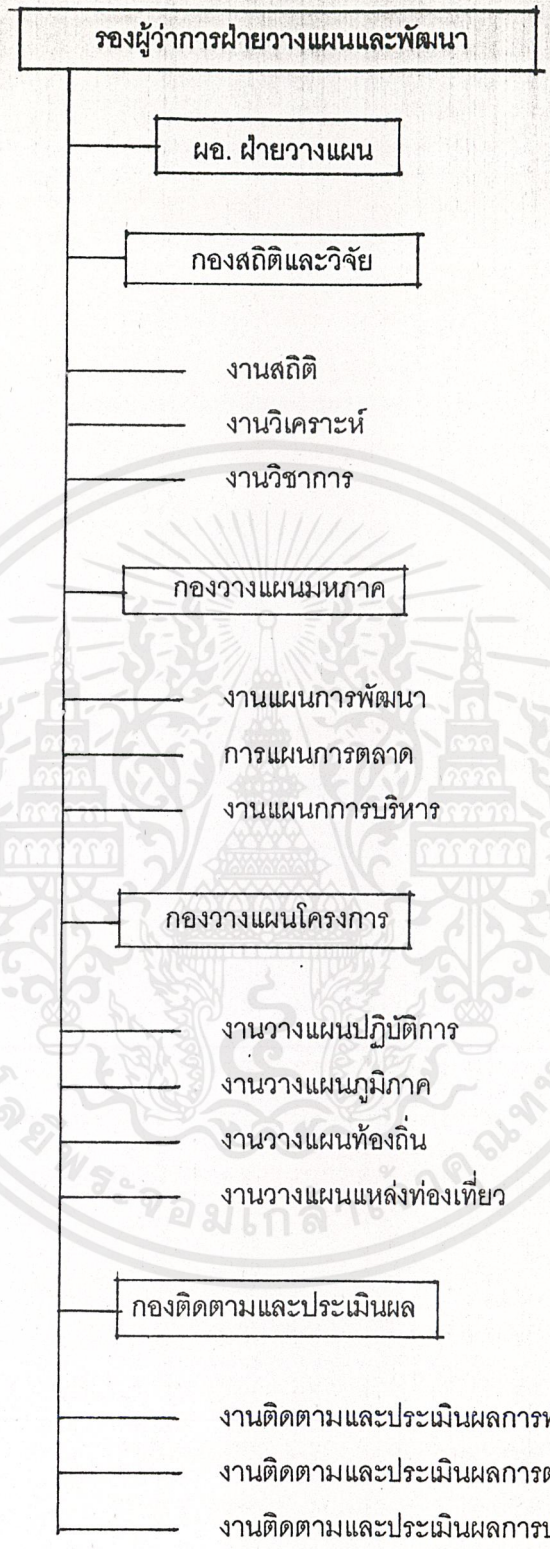 รองผู้ว่าการฝ่ายวางแผนและพัฒนา
ผอ. ฝ่ายวางแผน
กองสถิติและวิจัย
งานสถิติ
งานวิเคราะห์
งานวิชาการ
กองวางแผนมหภาค
งานแผนการพัฒนา
การแผนการตลาด
งานแผนกการบริหาร
กองวางแผนโครงการ
งานวางแผนปฏิบัติการ
งานวางแผนภูมิภาค
งานวางแผนท้องถิ่น
งานวางแผนแหล่งท่องเที่ยว
กองติดตามและประเมินผล
งานติดตามและประเมินผลการ
งานติดตามและประเมินผลการ
งานติดตามและประเมินผลการ